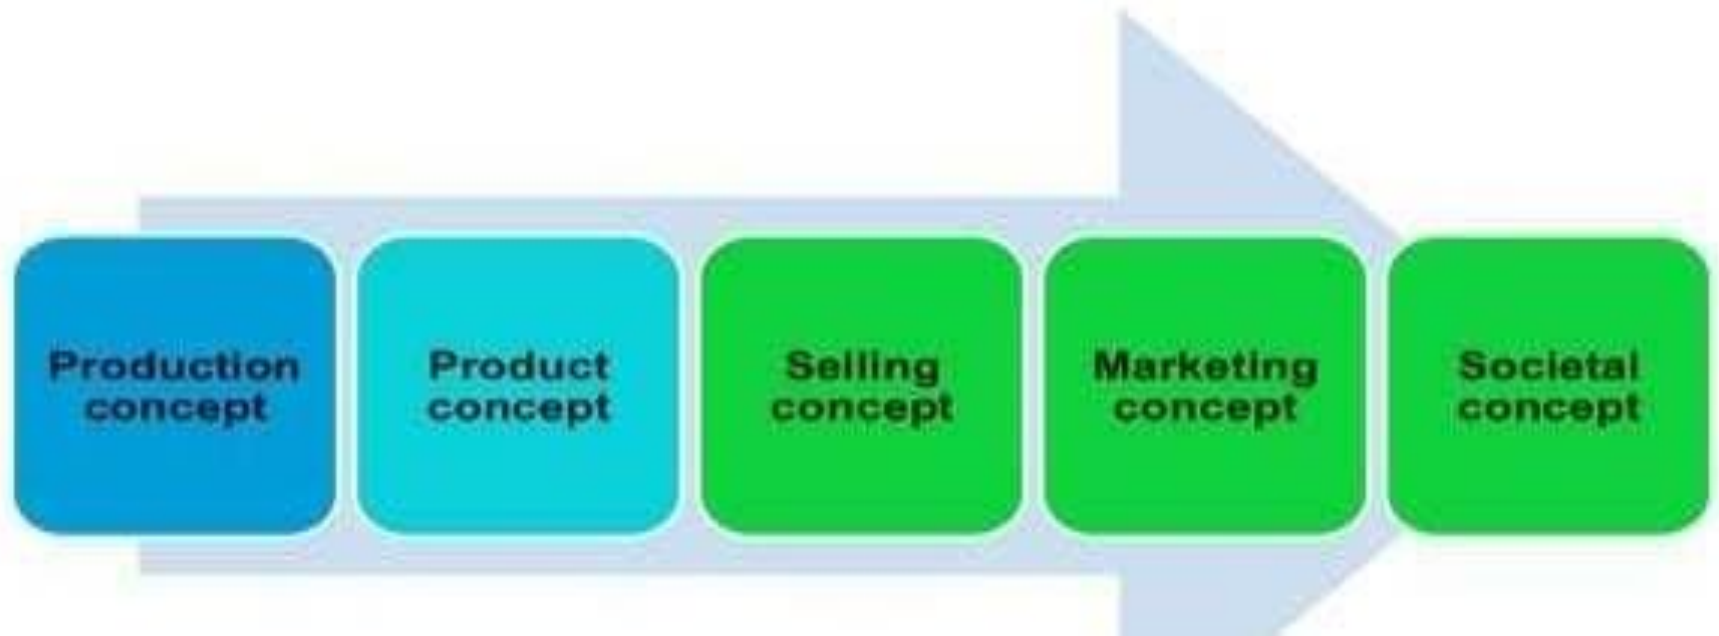 Production
concept
Product
concept
Selling
concept
Marketing
concept
Societal
concept